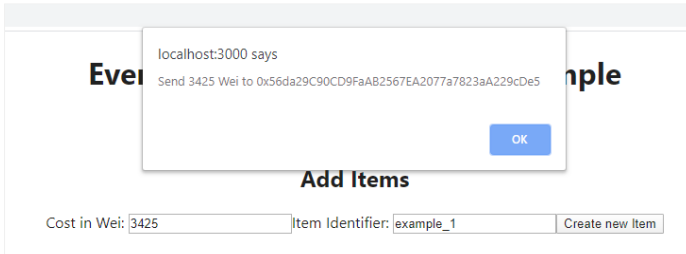 localhost:3000 says
Send 3425 Wei to 0x56da29C90CD9FaAB2567EA2077a7823aA229cDe5
OK
Add Items
Cost in Wei: 3425 Item Identifier: example_1 Create new Item